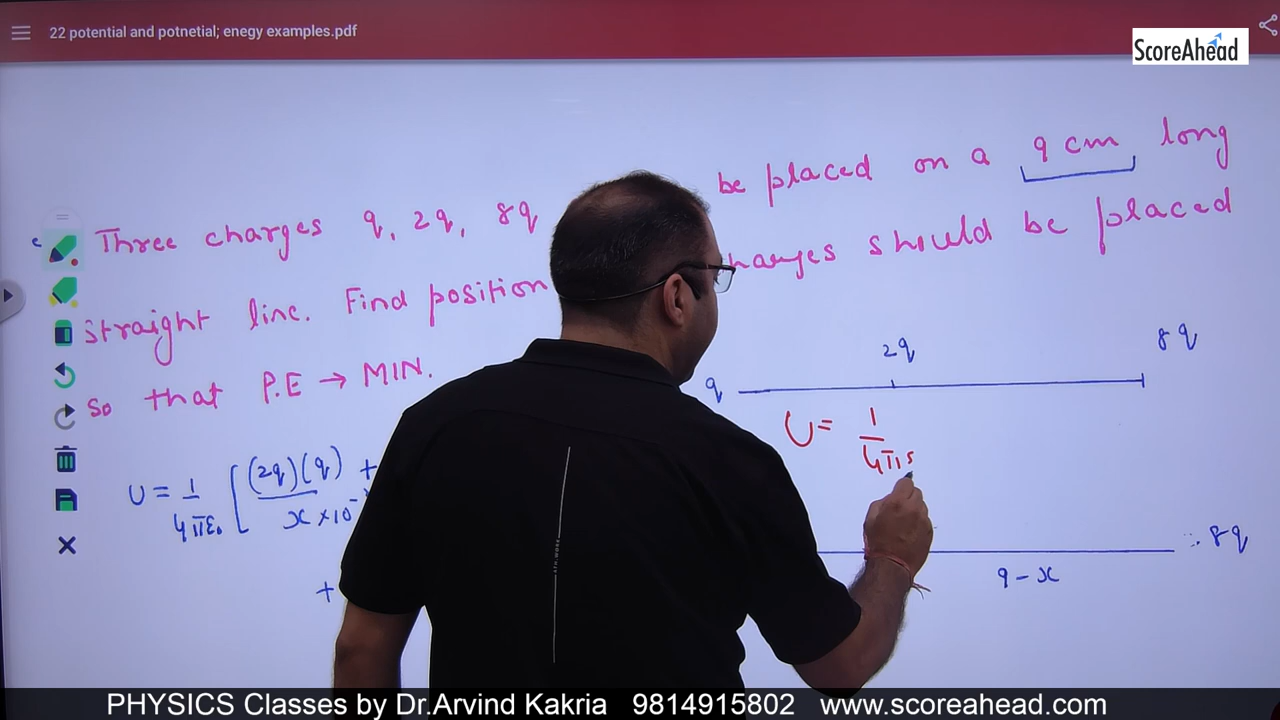 22 potential and potnetial; enegy examples.pdf
ScoreAhead
Three charges q, 2q, 8q be placed on a 9 cm long
straight line. Find position charges should be placed
so that P.E → MIN.
q 2q 8q
U = 1/4πε₀ [ (2q)(q)/x×10⁻ +
+
U = 1/4π
9-x 8q
PHYSICS Classes by Dr.Arvind Kakria 9814915802 www.scoreahead.com